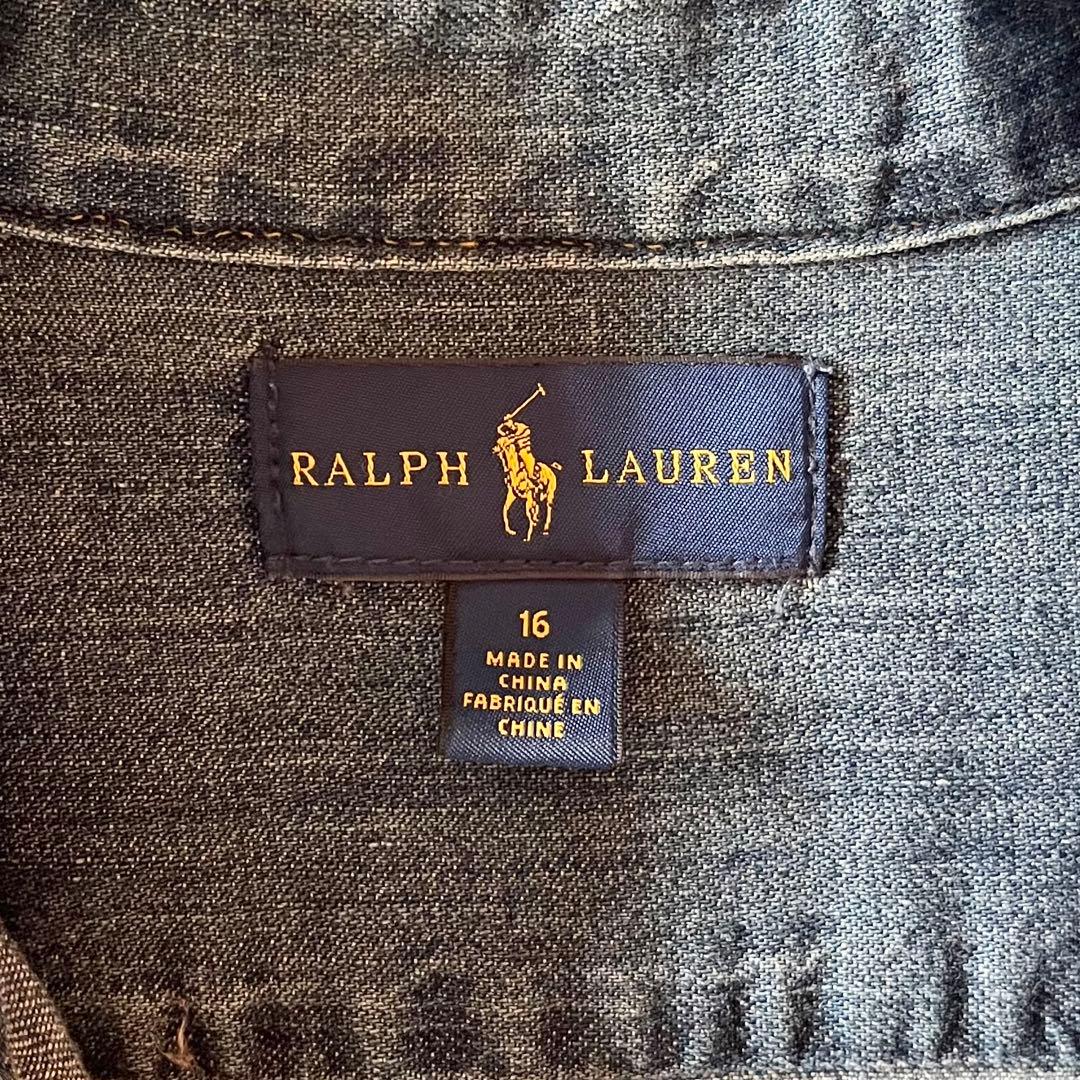 RALPH LAUREN
16
MADE IN
CHINA
FABRIQUÉ EN
CHINE